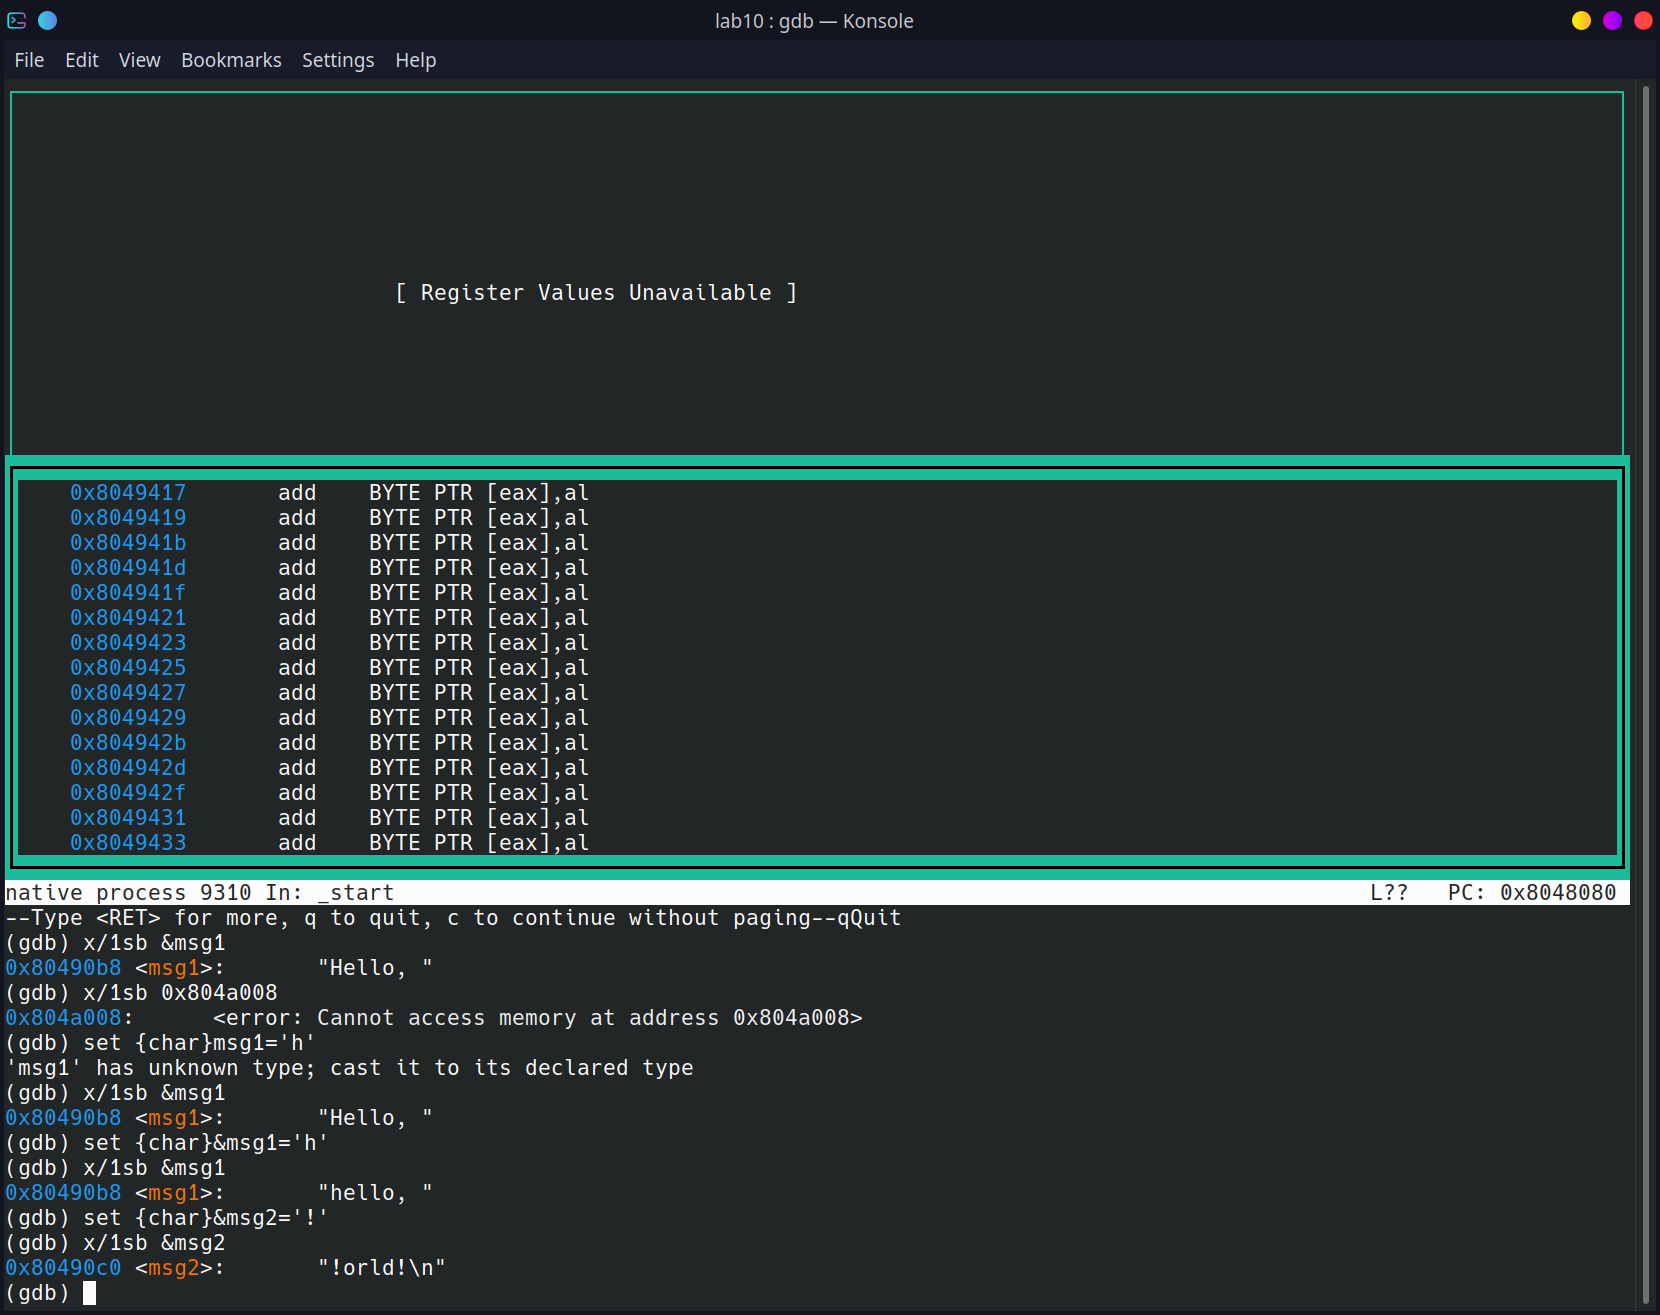 lab10 : gdb — Konsole
File Edit View Bookmarks Settings Help
[ Register Values Unavailable ]
0x8049417 add BYTE PTR [eax],al
0x8049419 add BYTE PTR [eax],al
0x804941b add BYTE PTR [eax],al
0x804941d add BYTE PTR [eax],al
0x804941f add BYTE PTR [eax],al
0x8049421 add BYTE PTR [eax],al
0x8049423 add BYTE PTR [eax],al
0x8049425 add BYTE PTR [eax],al
0x8049427 add BYTE PTR [eax],al
0x8049429 add BYTE PTR [eax],al
0x804942b add BYTE PTR [eax],al
0x804942d add BYTE PTR [eax],al
0x804942f add BYTE PTR [eax],al
0x8049431 add BYTE PTR [eax],al
0x8049433 add BYTE PTR [eax],al
native process 9310 In: _start L?? PC: 0x8048080
--Type <RET> for more, q to quit, c to continue without paging--qQuit
(gdb) x/1sb &msg1
0x80490b8 <msg1>: "Hello, "
(gdb) x/1sb 0x804a008
0x804a008: <error: Cannot access memory at address 0x804a008>
(gdb) set {char}msg1='h'
'msg1' has unknown type; cast it to its declared type
(gdb) x/1sb &msg1
0x80490b8 <msg1>: "Hello, "
(gdb) set {char}&msg1='h'
(gdb) x/1sb &msg1
0x80490b8 <msg1>: "hello, "
(gdb) set {char}&msg2='!'
(gdb) x/1sb &msg2
0x80490c0 <msg2>: "!orld!\n"
(gdb)